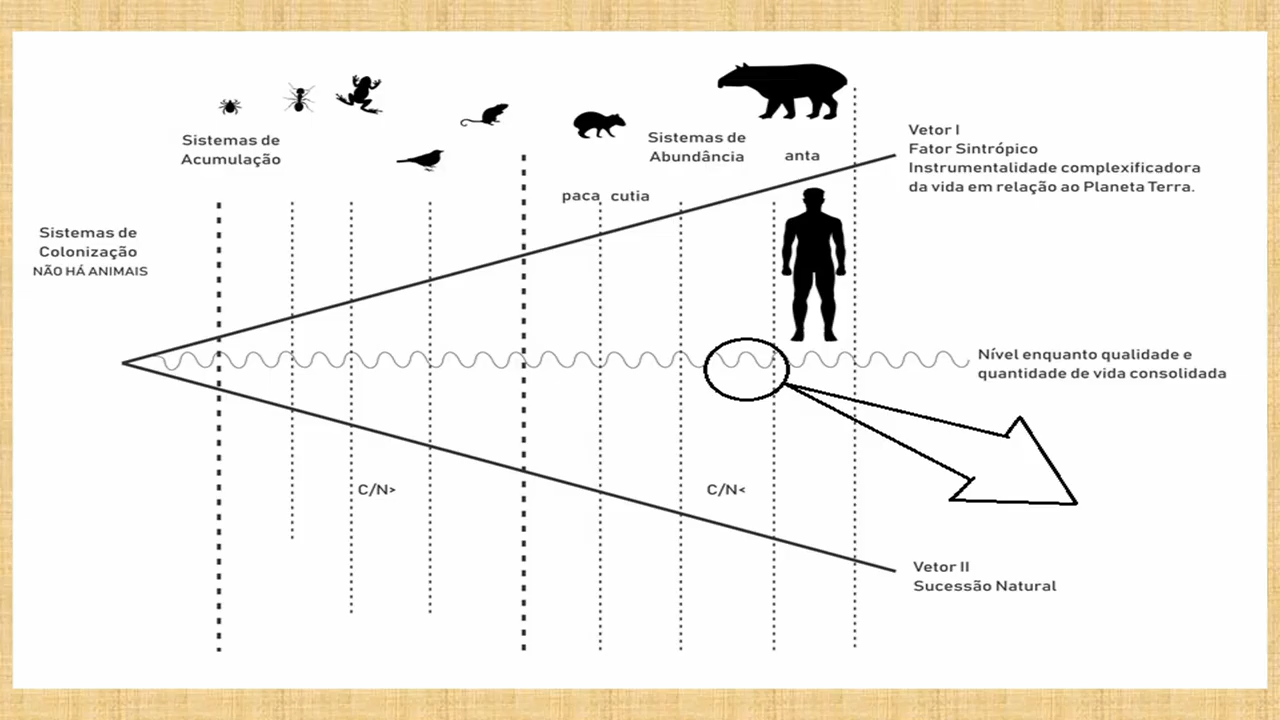 Sistemas de
Acumulação
Sistemas de
Abundância
anta
paca cutia
Vetor I
Fator Sintrópico
Instrumentalidade complexificadora
da vida em relação ao Planeta Terra.
Sistemas de
Colonização
NÃO HÁ ANIMAIS
Nível enquanto qualidade e
quantidade de vida consolidada
C/N>
C/N<
Vetor II
Sucessão Natural